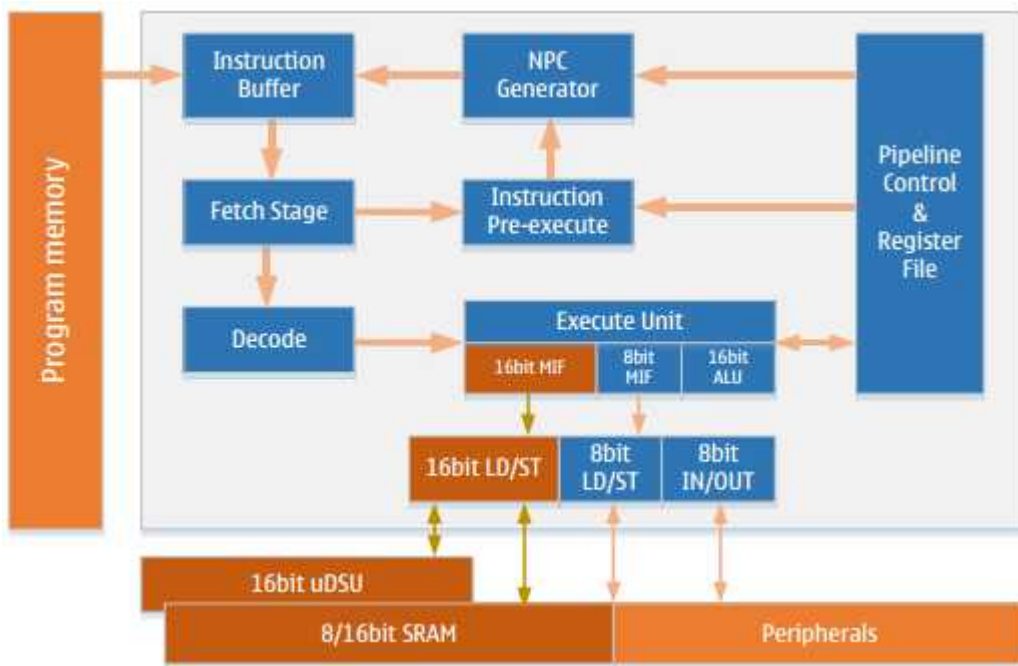 Program memory
Instruction
Buffer
NPC
Generator
Pipeline
Control
&
Register
File
Fetch Stage
Instruction
Pre-execute
Decode
Execute Unit
16bit MIF
8bit
MIF
16bit
ALU
16bit LD/ST
8bit
LD/ST
8bit
IN/OUT
16bit uDSU
8/16bit SRAM
Peripherals